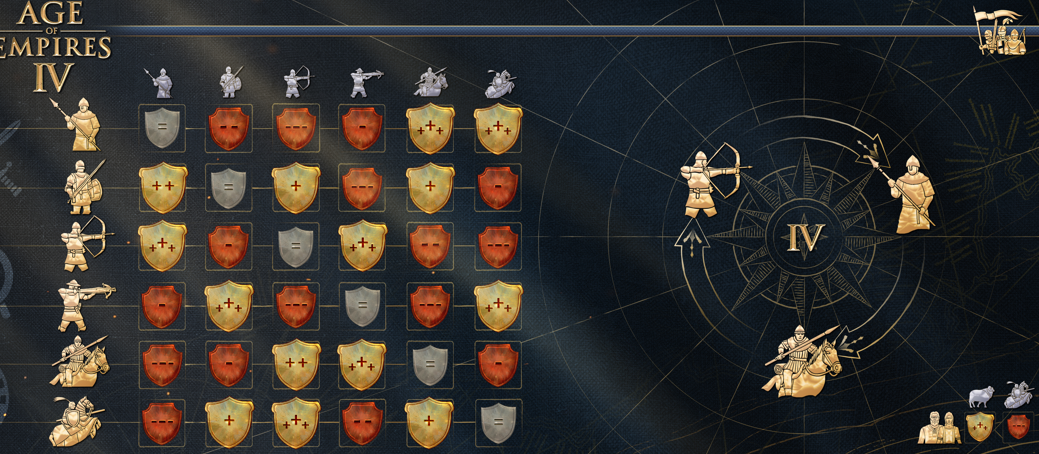 AGE
OF
EMPIRES
IV
= -- --- - +++ +++
++ = + --- + -
+++ - = +++ -- ---
- +++ --- = --- +++
--- - ++ +++ = -
--- + +++ -- + =
IV
+++ --